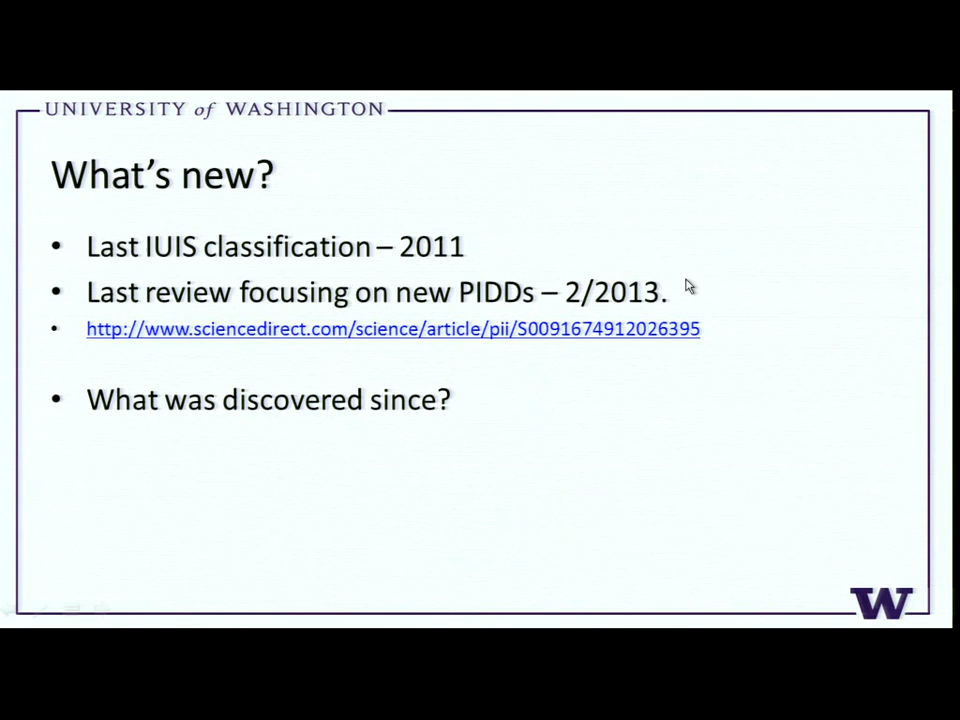 UNIVERSITY of WASHINGTON
What's new?
• Last IUIS classification – 2011
• Last review focusing on new PIDDs – 2/2013.
• http://www.sciencedirect.com/science/article/pii/S0091674912026395
• What was discovered since?
W